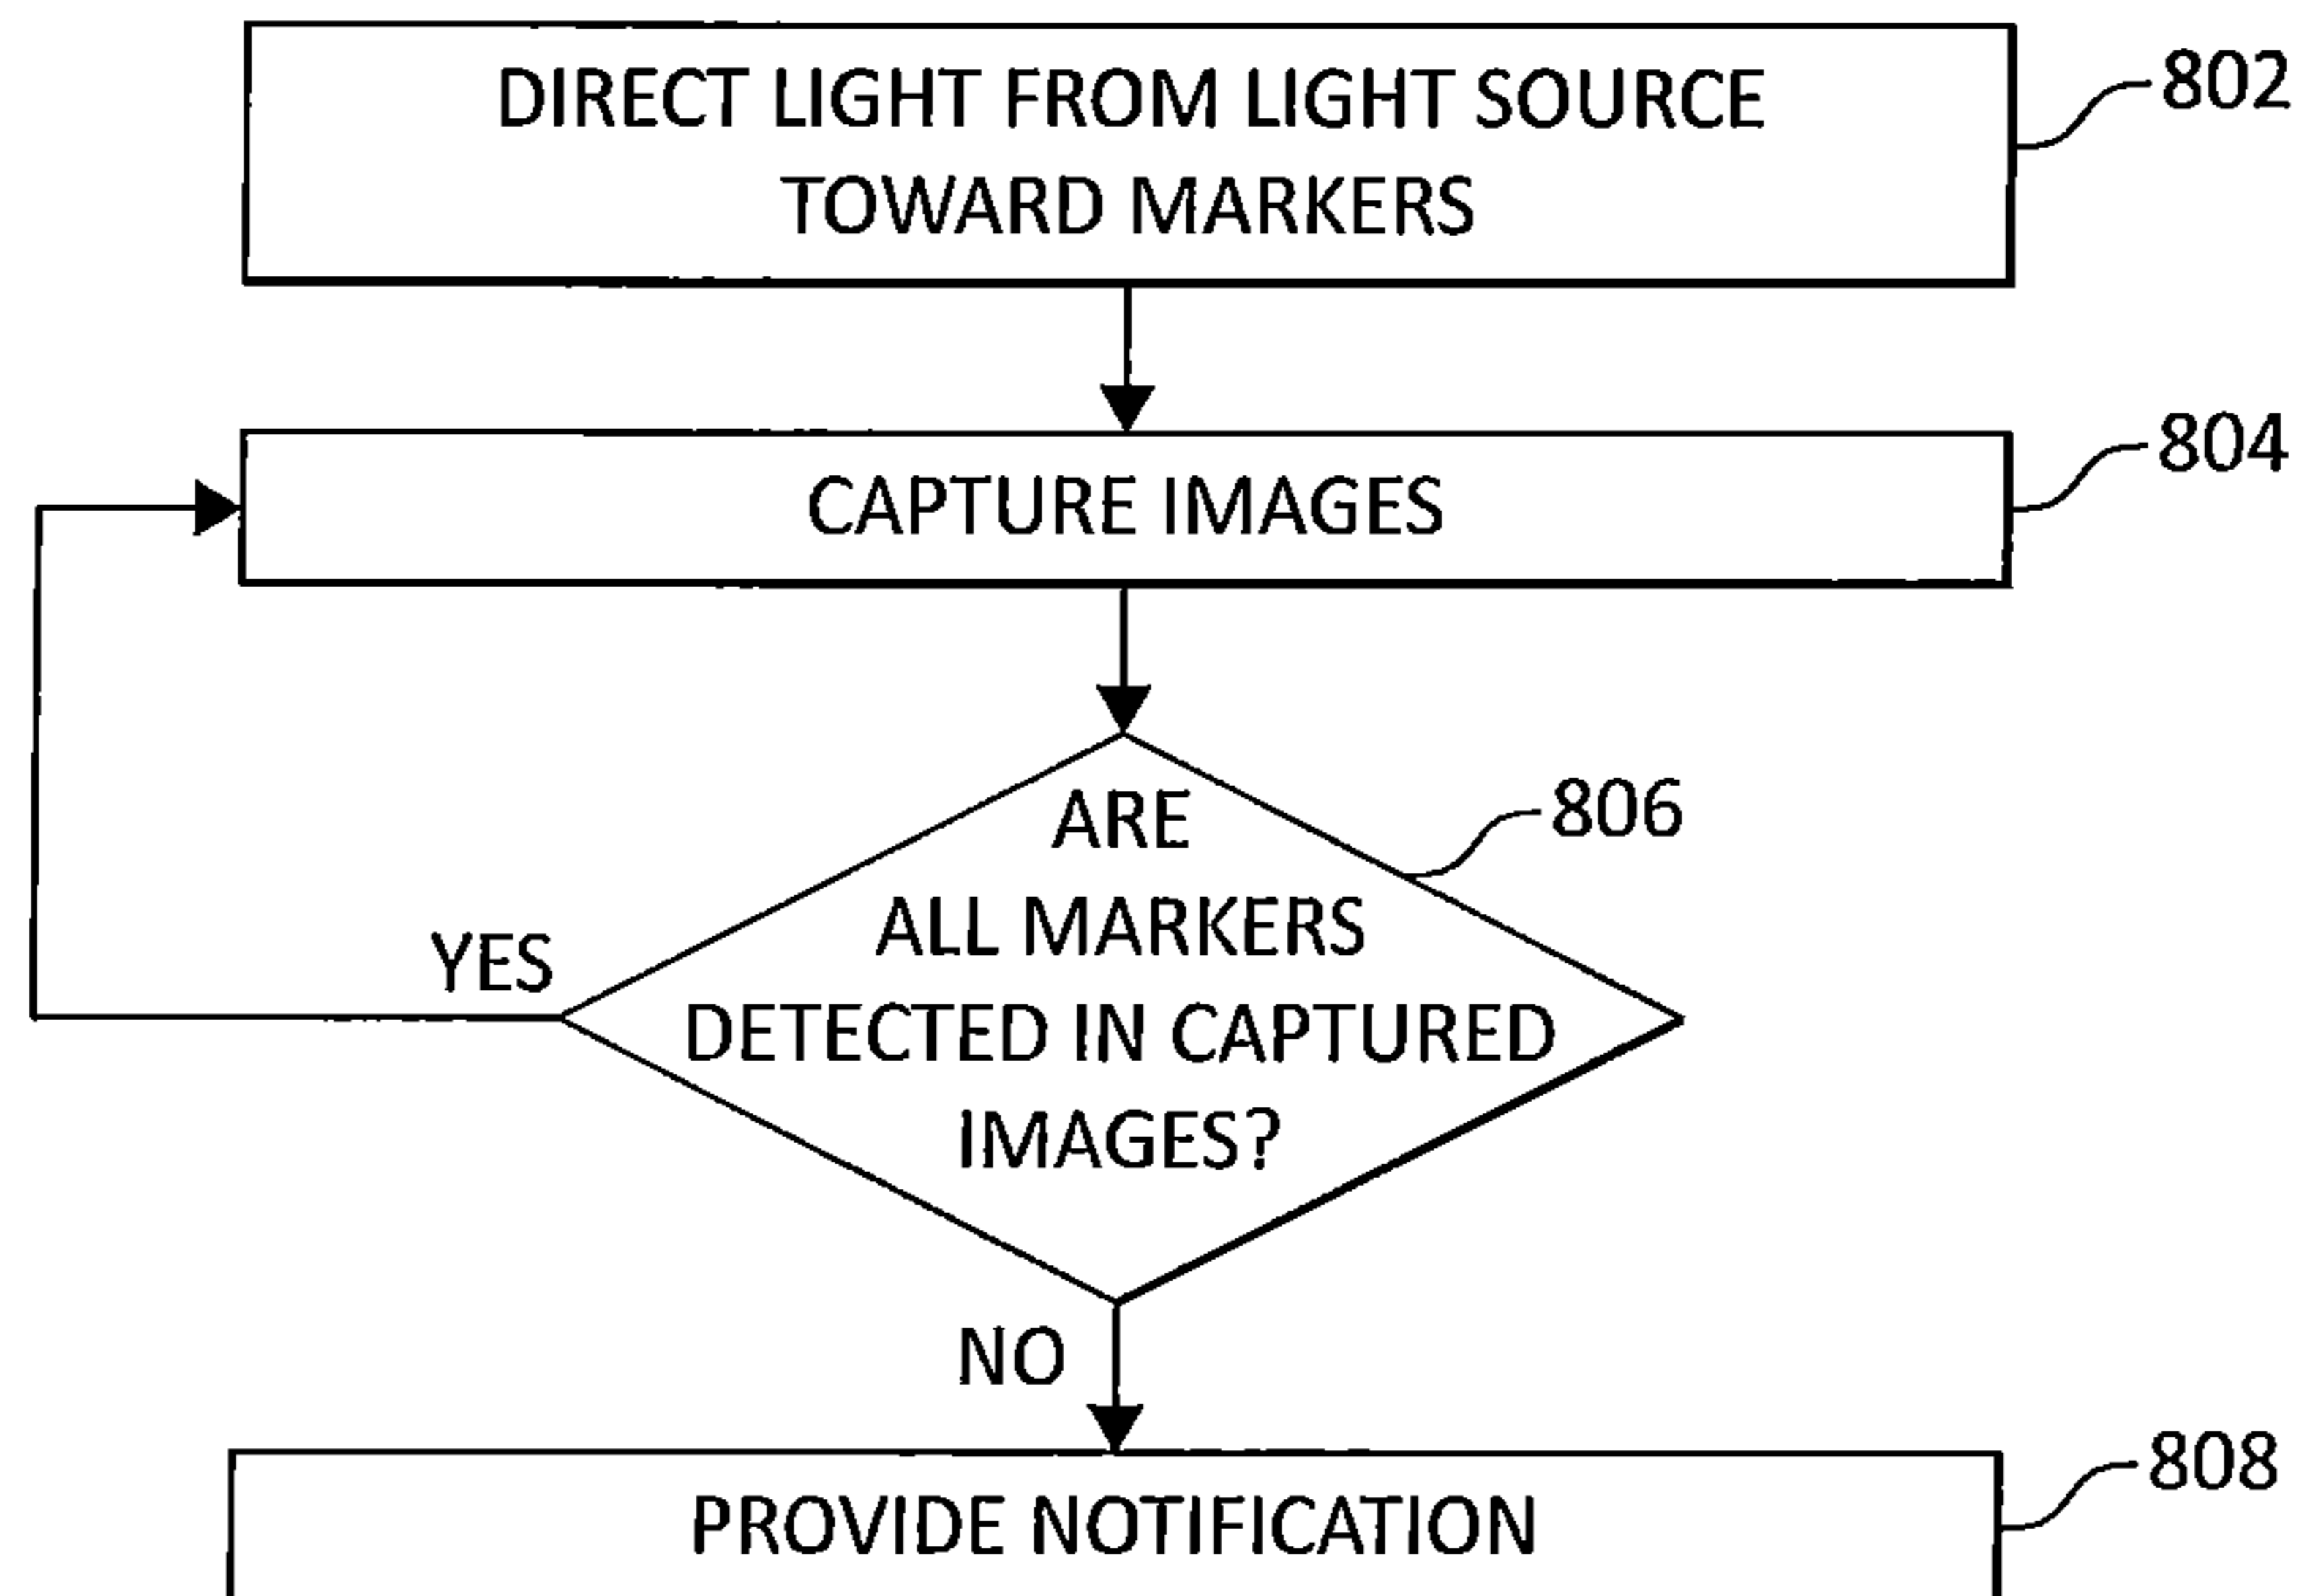 DIRECT LIGHT FROM LIGHT SOURCE
TOWARD MARKERS
802
CAPTURE IMAGES
804
ARE
ALL MARKERS
DETECTED IN CAPTURED
IMAGES?
806
YES
NO
PROVIDE NOTIFICATION
808